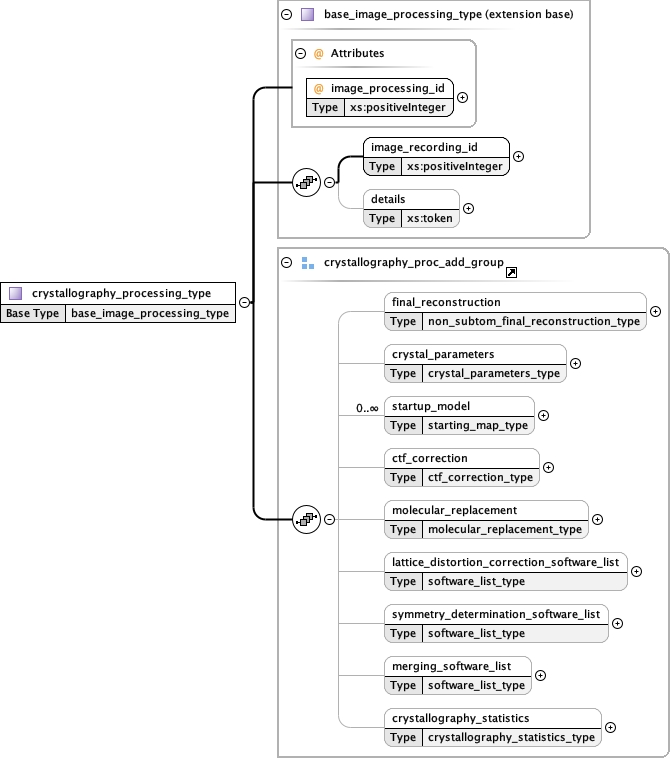 base_image_processing_type (extension base)
@ Attributes
@ image_processing_id
Type xs:positiveInteger
image_recording_id
Type xs:positiveInteger
details
Type xs:token
crystallography_proc_add_group
crystallography_processing_type
Base Type base_image_processing_type
final_reconstruction
Type non_subtom_final_reconstruction_type
crystal_parameters
Type crystal_parameters_type
0..∞
startup_model
Type starting_map_type
ctf_correction
Type ctf_correction_type
molecular_replacement
Type molecular_replacement_type
lattice_distortion_correction_software_list
Type software_list_type
symmetry_determination_software_list
Type software_list_type
merging_software_list
Type software_list_type
crystallography_statistics
Type crystallography_statistics_type